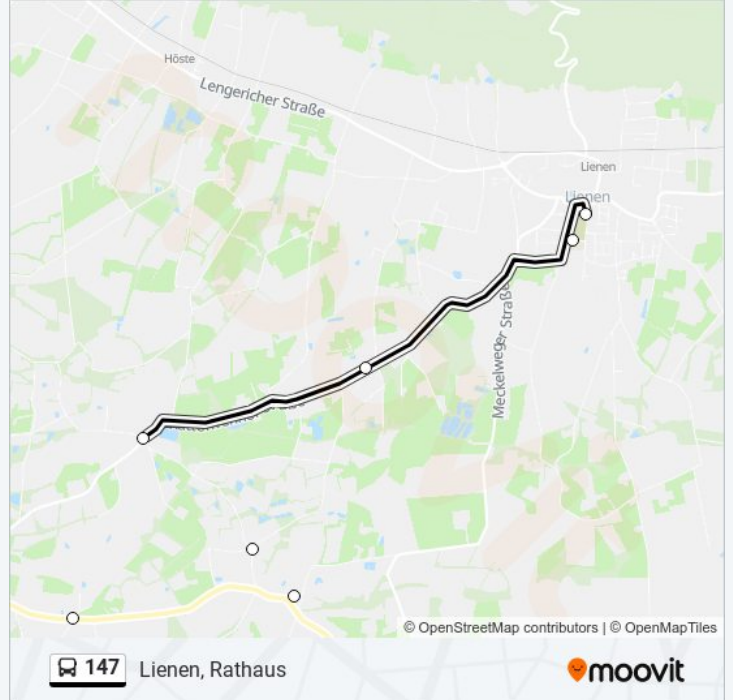 Höste
Lengericher Straße
Lienen
Lienen
Meckelweger Straße
© OpenStreetMap contributors | © OpenMapTiles
147 Lienen, Rathaus
moovit